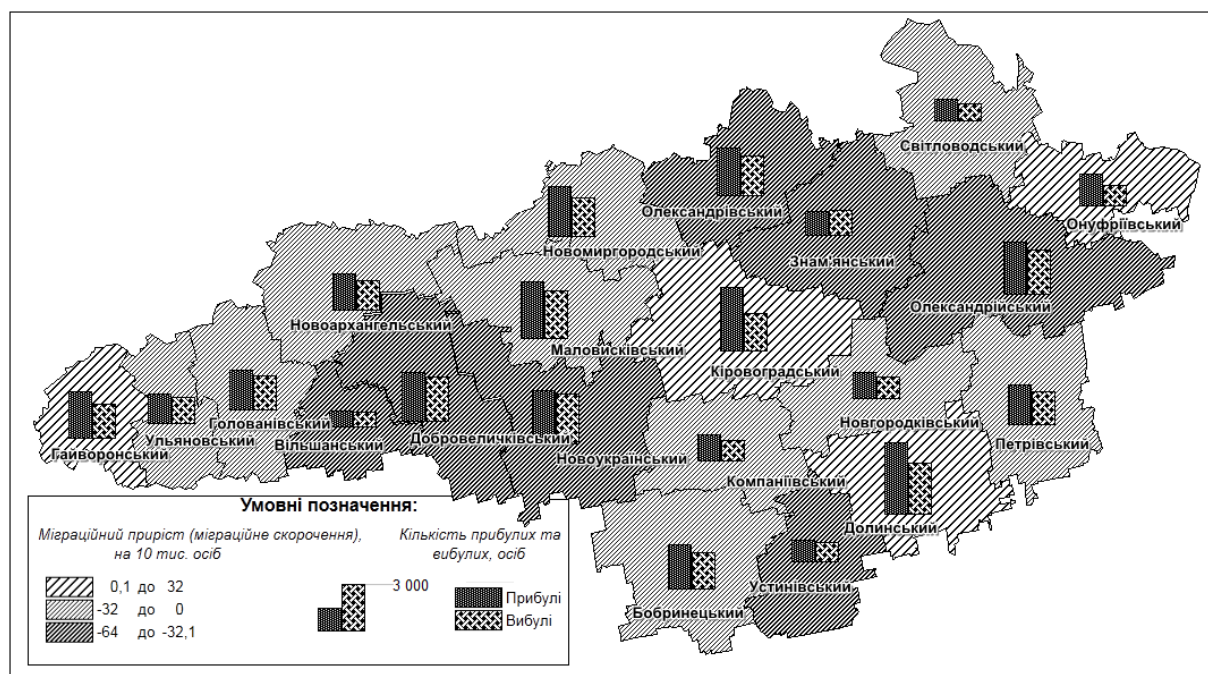 Світловодський
Онуфріївський
Олександрівський
Знам'янський
Новомиргородський
Олександрійський
Новоархангельський
Маловисківський
Кіровоградський
Голованівський
Ульяновський
Гайворонський
Вільшанський
Добровеличківський
Новоукраїнський
Новгородківський
Петрівський
Компаніївський
Долинський
Устинівський
Бобринецький
Умовні позначення:
Міграційний приріст (міграційне скорочення),
на 10 тис. осіб
0,1 до 32
-32 до 0
-64 до -32,1
Кількість прибулих та
вибулих, осіб
3 000
Прибулі
Вибулі